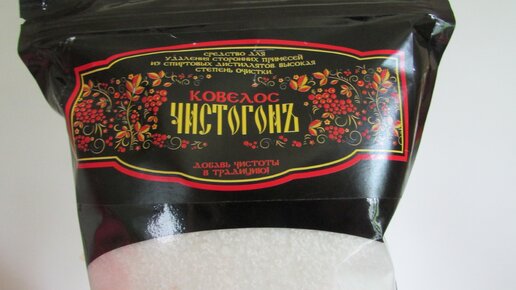 СРЕДСТВО ДЛЯ
УДАЛЕНИЯ СТОРОННИХ ПРИМЕСЕЙ
ИЗ СПИРТОВЫХ ДИСТИЛЛЯТОВ. ВЫСОКАЯ
СТЕПЕНЬ ОЧИСТКИ.
КОВЕЛОС
ЧИСТОГОНЪ
ДОБАВЬ ЧИСТОТЫ
В ТРАДИЦИЮ!